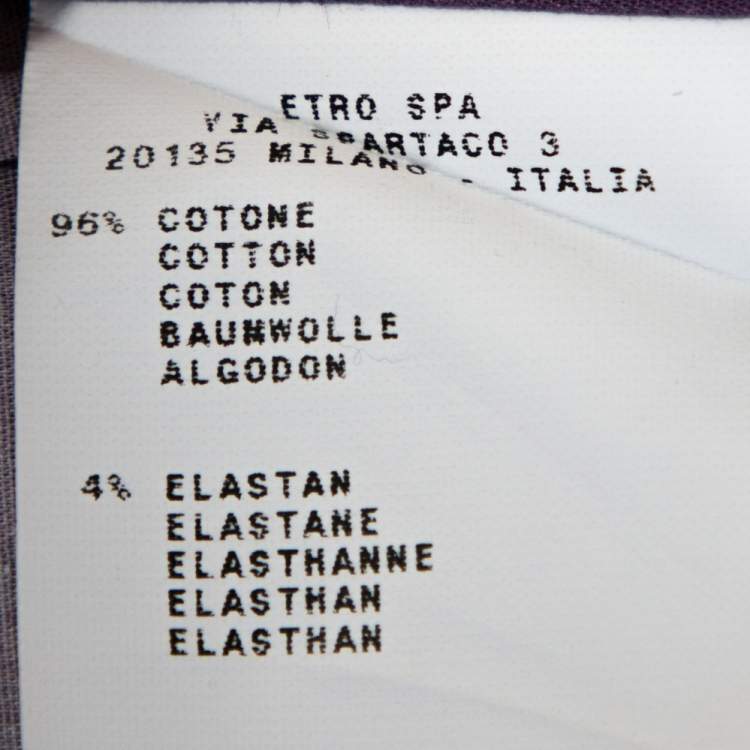 ETRO SPA
VIA SPARTACO 3
20135 MILANO - ITALIA
96% COTONE
COTTON
COTON
BAUMWOLLE
ALGODON
4% ELASTAN
ELASTANE
ELASTHANNE
ELASTHAN
ELASTHAN